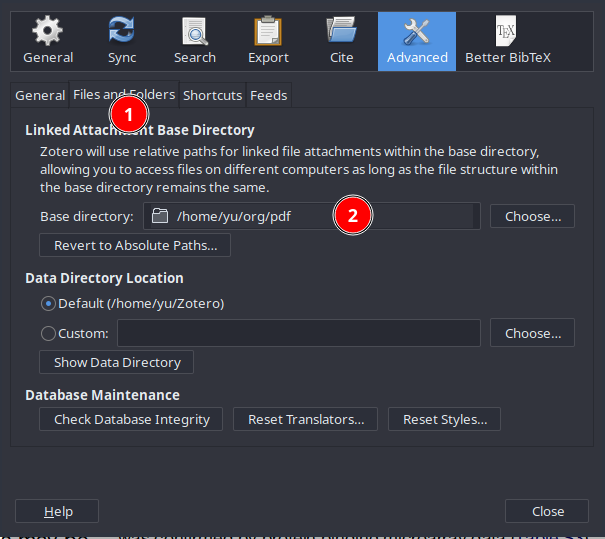 General Sync Search Export Cite Advanced Better BibTeX
General Files and Folders Shortcuts Feeds
1
Linked Attachment Base Directory
Zotero will use relative paths for linked file attachments within the base directory,
allowing you to access files on different computers as long as the file structure within
the base directory remains the same.
Base directory: /home/yu/org/pdf 2 Choose...
Revert to Absolute Paths...
Data Directory Location
Default (/home/yu/Zotero)
Custom: Choose...
Show Data Directory
Database Maintenance
Check Database Integrity Reset Translators... Reset Styles...
Help Close